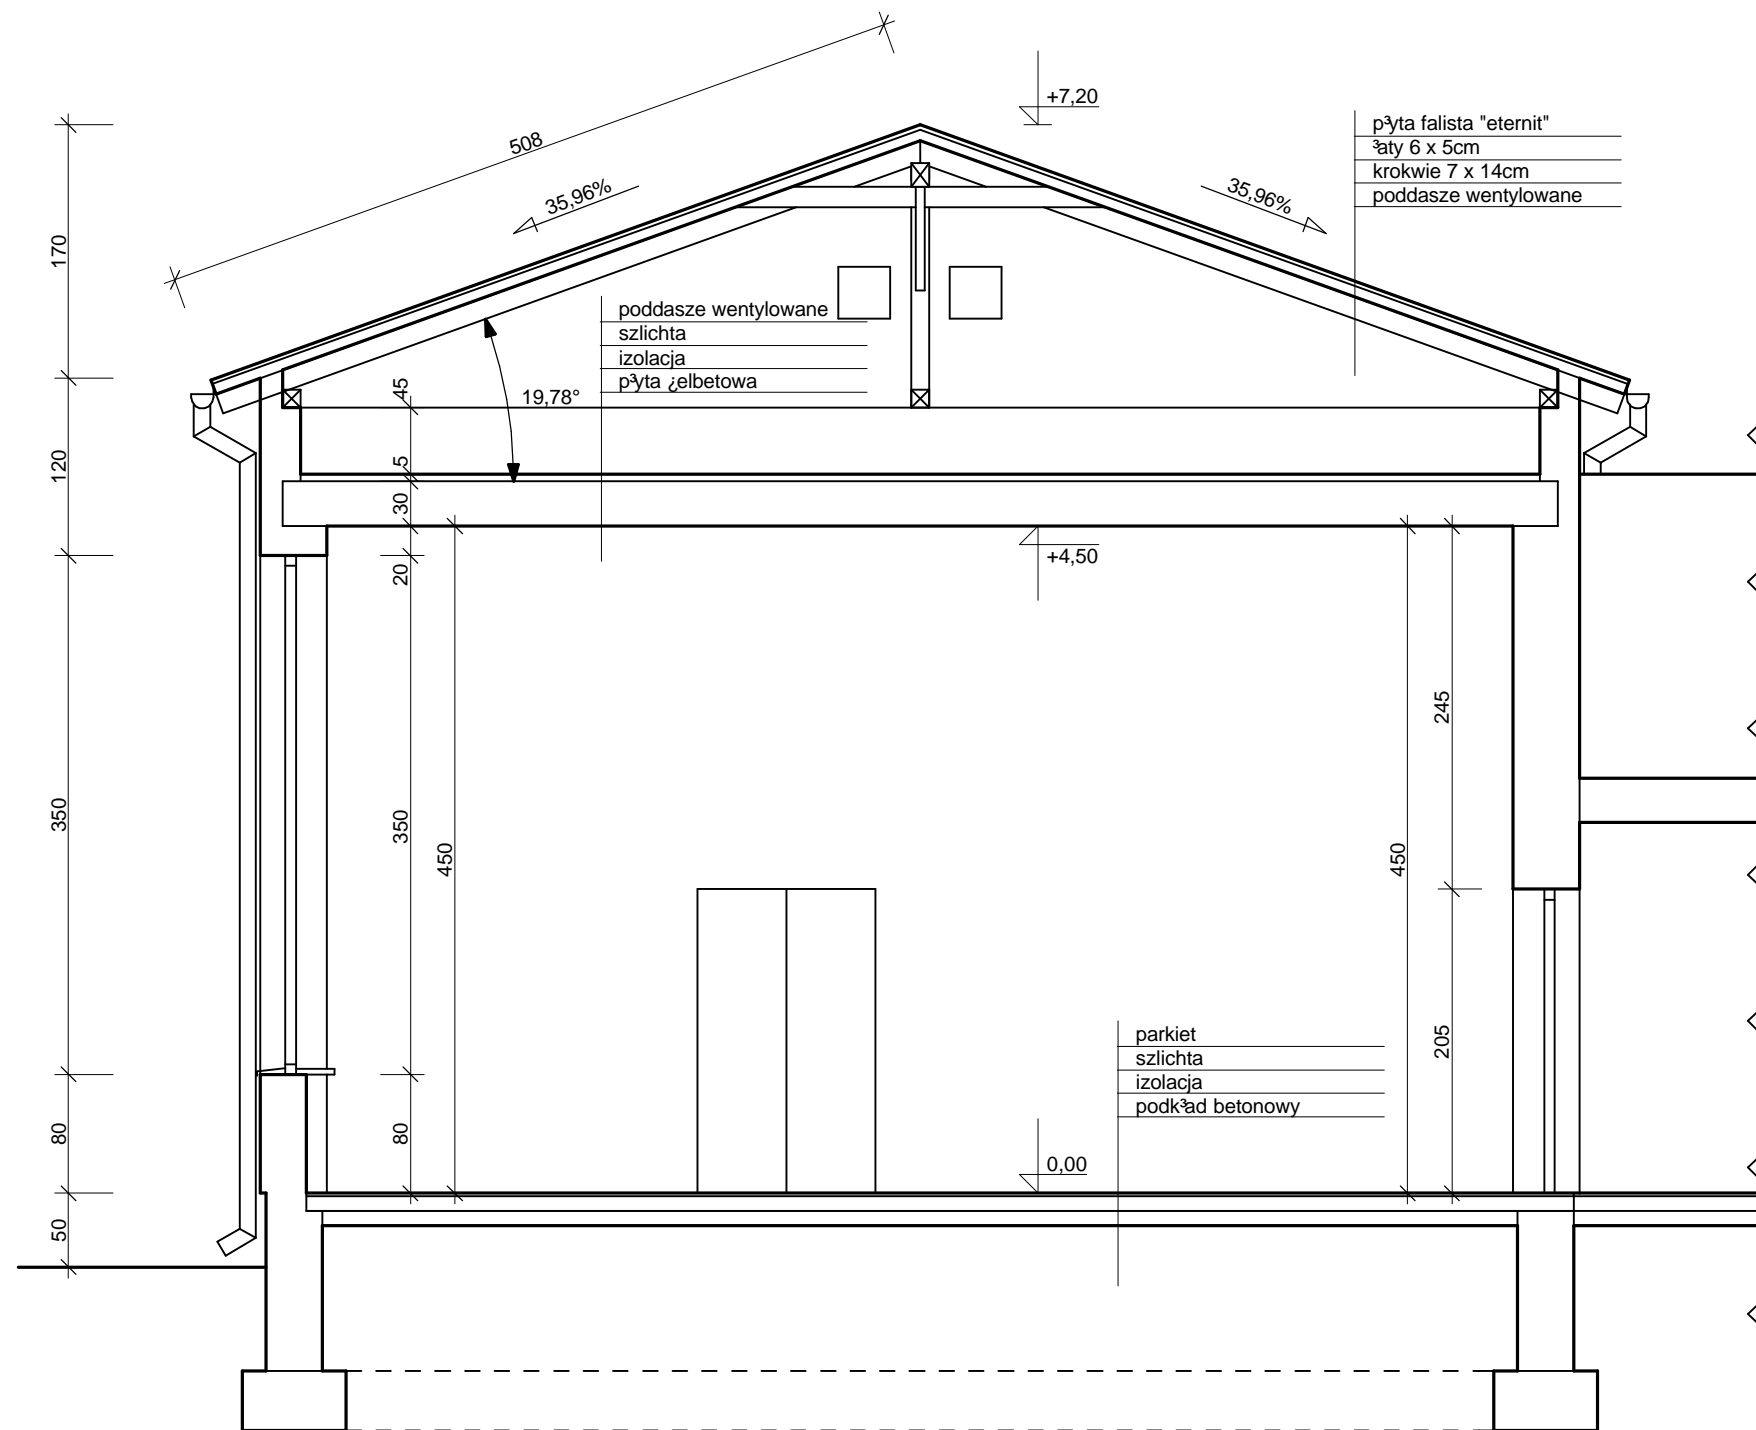 508
+7,20
35,96%
35,96%
p³yta falista "eternit"
³aty 6 x 5cm
krokwie 7 x 14cm
poddasze wentylowane
170
poddasze wentylowane
szlichta
izolacja
p³yta ¿elbetowa
19,78°
45
5
30
20
120
+4,50
350
350
450
450
245
205
parkiet
szlichta
izolacja
podk³ad betonowy
80
80
0,00
50